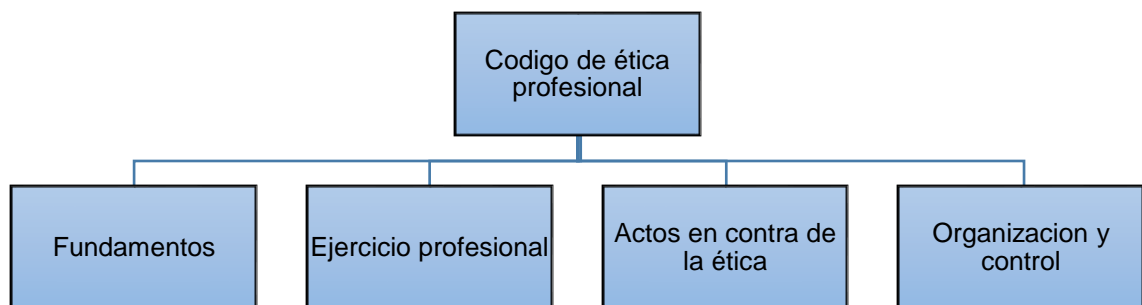 Codigo de ética
profesional
Fundamentos
Ejercicio profesional
Actos en contra de
la ética
Organizacion y
control